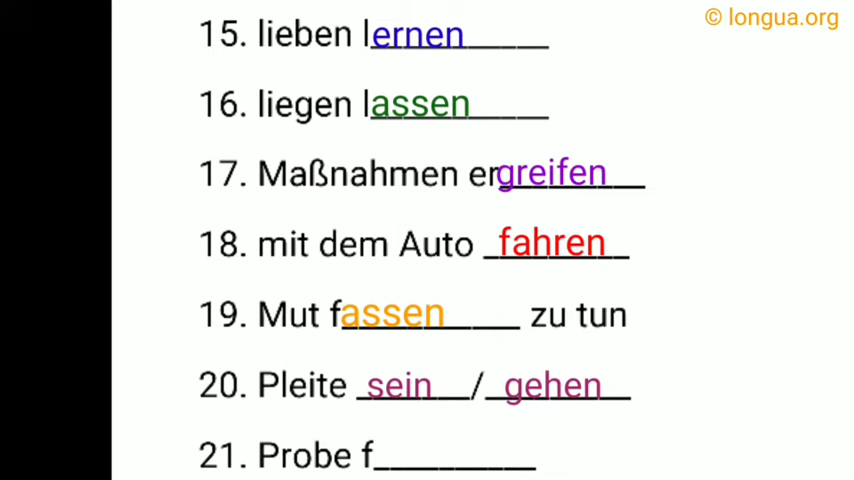 © longua.org
15. lieben lernen
16. liegen lassen
17. Maßnahmen ergreifen
18. mit dem Auto fahren
19. Mut fassen zu tun
20. Pleite sein/gehen
21. Probe f__________